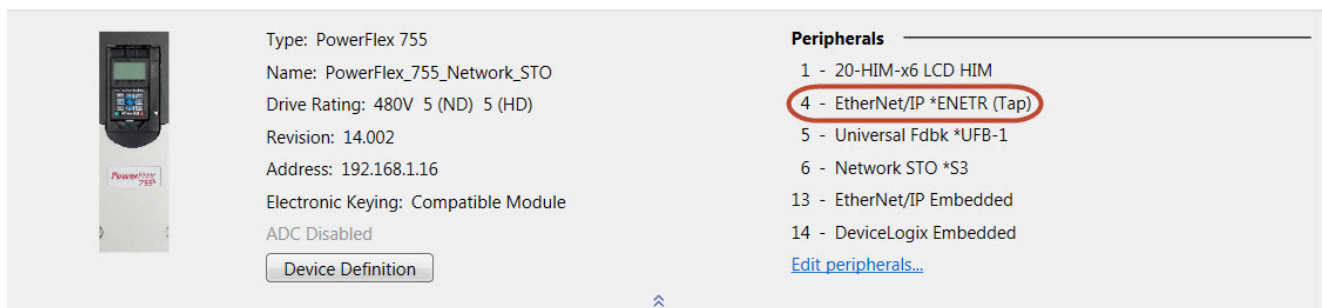 PowerFlex
755
Type: PowerFlex 755
Name: PowerFlex_755_Network_STO
Drive Rating: 480V 5 (ND) 5 (HD)
Revision: 14.002
Address: 192.168.1.16
Electronic Keying: Compatible Module
ADC Disabled
Device Definition
Peripherals
1 - 20-HIM-x6 LCD HIM
4 - EtherNet/IP *ENETR (Tap)
5 - Universal Fdbk *UFB-1
6 - Network STO *S3
13 - EtherNet/IP Embedded
14 - DeviceLogix Embedded
Edit peripherals...